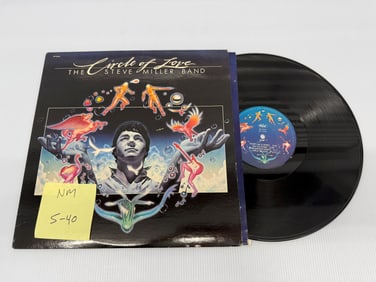 Circle of Love
THE STEVE MILLER BAND
NM
5-40